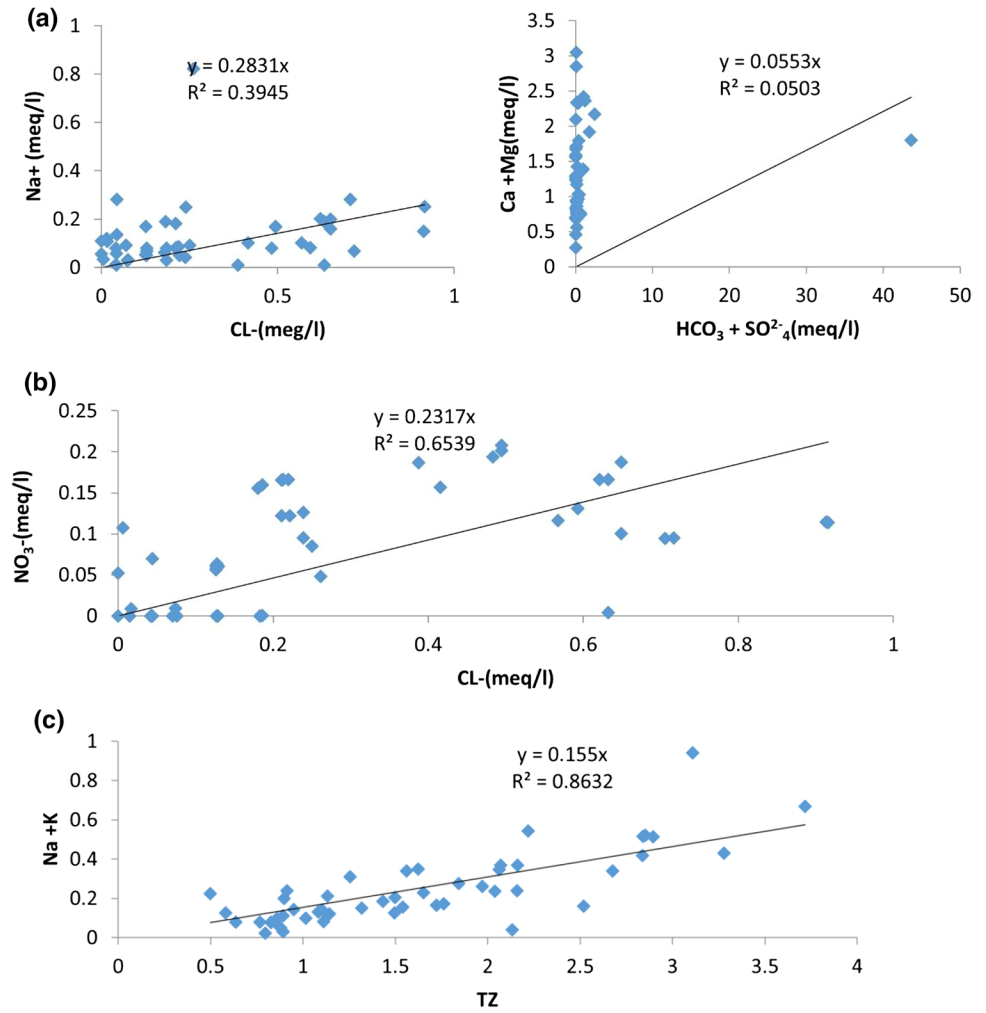 (a)
1
0.8
0.6
0.4
0.2
0
0
0.5
1
Na+ (meq/l)
CL-(meg/l)
y = 0.2831x
R² = 0.3945
3.5
3
2.5
2
1.5
1
0.5
0
0
10
20
30
40
50
Ca +Mg(meq/l)
HCO₃ + SO²⁻₄(meq/l)
y = 0.0553x
R² = 0.0503
(b)
0.25
0.2
0.15
0.1
0.05
0
0
0.2
0.4
0.6
0.8
1
NO₃-(meq/l)
CL-(meq/l)
y = 0.2317x
R² = 0.6539
(c)
1
0.8
0.6
0.4
0.2
0
0
0.5
1
1.5
2
2.5
3
3.5
4
Na +K
TZ
y = 0.155x
R² = 0.8632